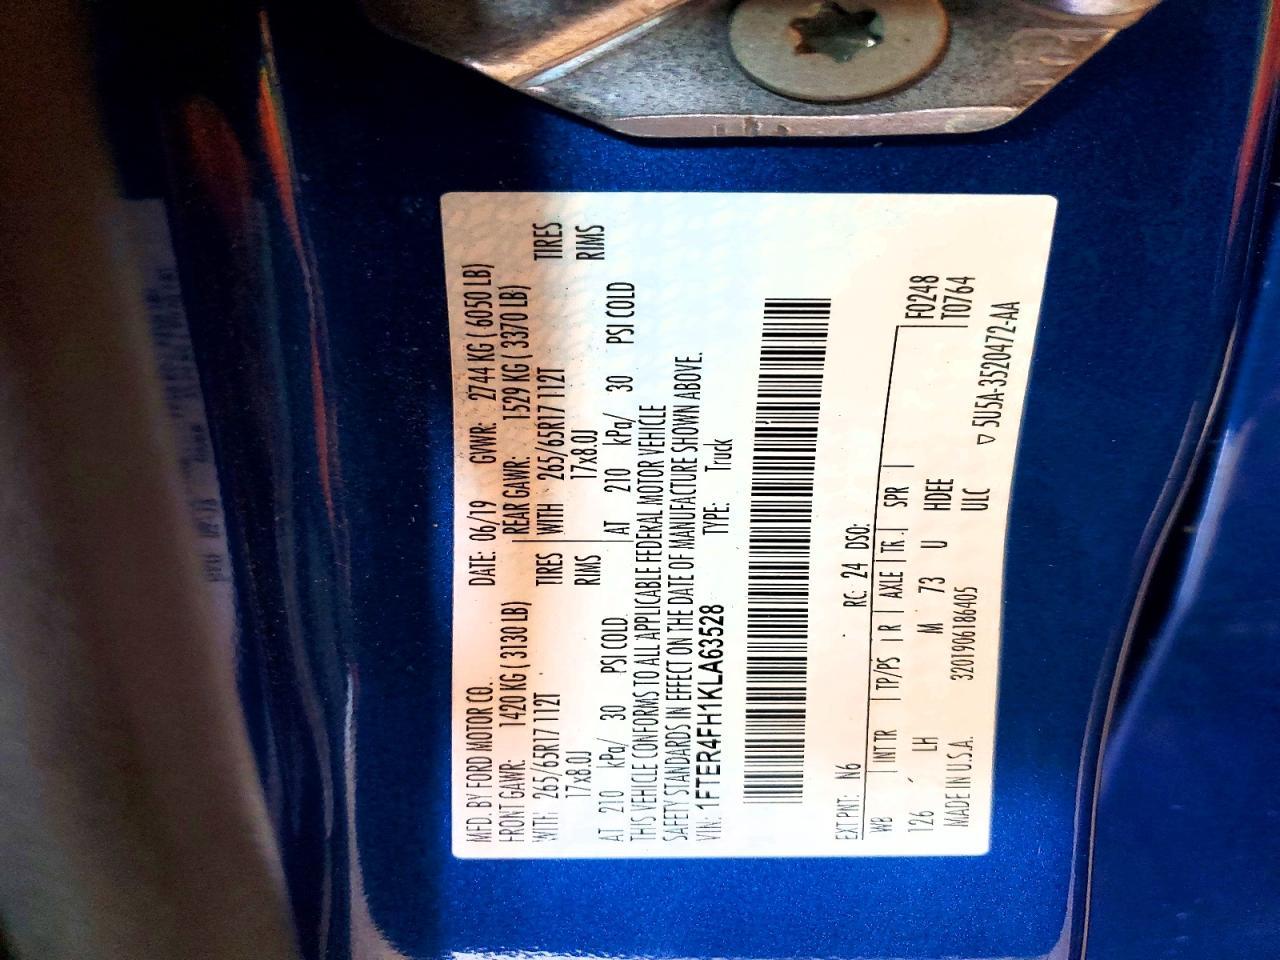 MFD. BY FORD MOTOR CO. DATE: 06/19 GVWR: 2744 KG ( 6050 LB)
FRONT GAWR: 1420 KG ( 3130 LB) REAR GAWR: 1529 KG ( 3370 LB)
WITH: 265/65R17 112T TIRES WITH 265/65R17 112T TIRES
17x8.0J RIMS 17x8.0J RIMS
AT 210 kPa/ 30 PSI COLD AT 210 kPa/ 30 PSI COLD
THIS VEHICLE CONFORMS TO ALL APPLICABLE FEDERAL MOTOR VEHICLE
SAFETY STANDARDS IN EFFECT ON THE DATE OF MANUFACTURE SHOWN ABOVE.
VIN: 1FTER4FH1KLA63528 TYPE: Truck
EXT PNT: N6 RC: 24 DSO:
WB INT TR TP/PS R AXLE TR. SPR F0248
126 LH M 73 U HDEE T0764
MADE IN U.S.A. 3201906186405 ULC
▽ 5U5A-3520472-AA